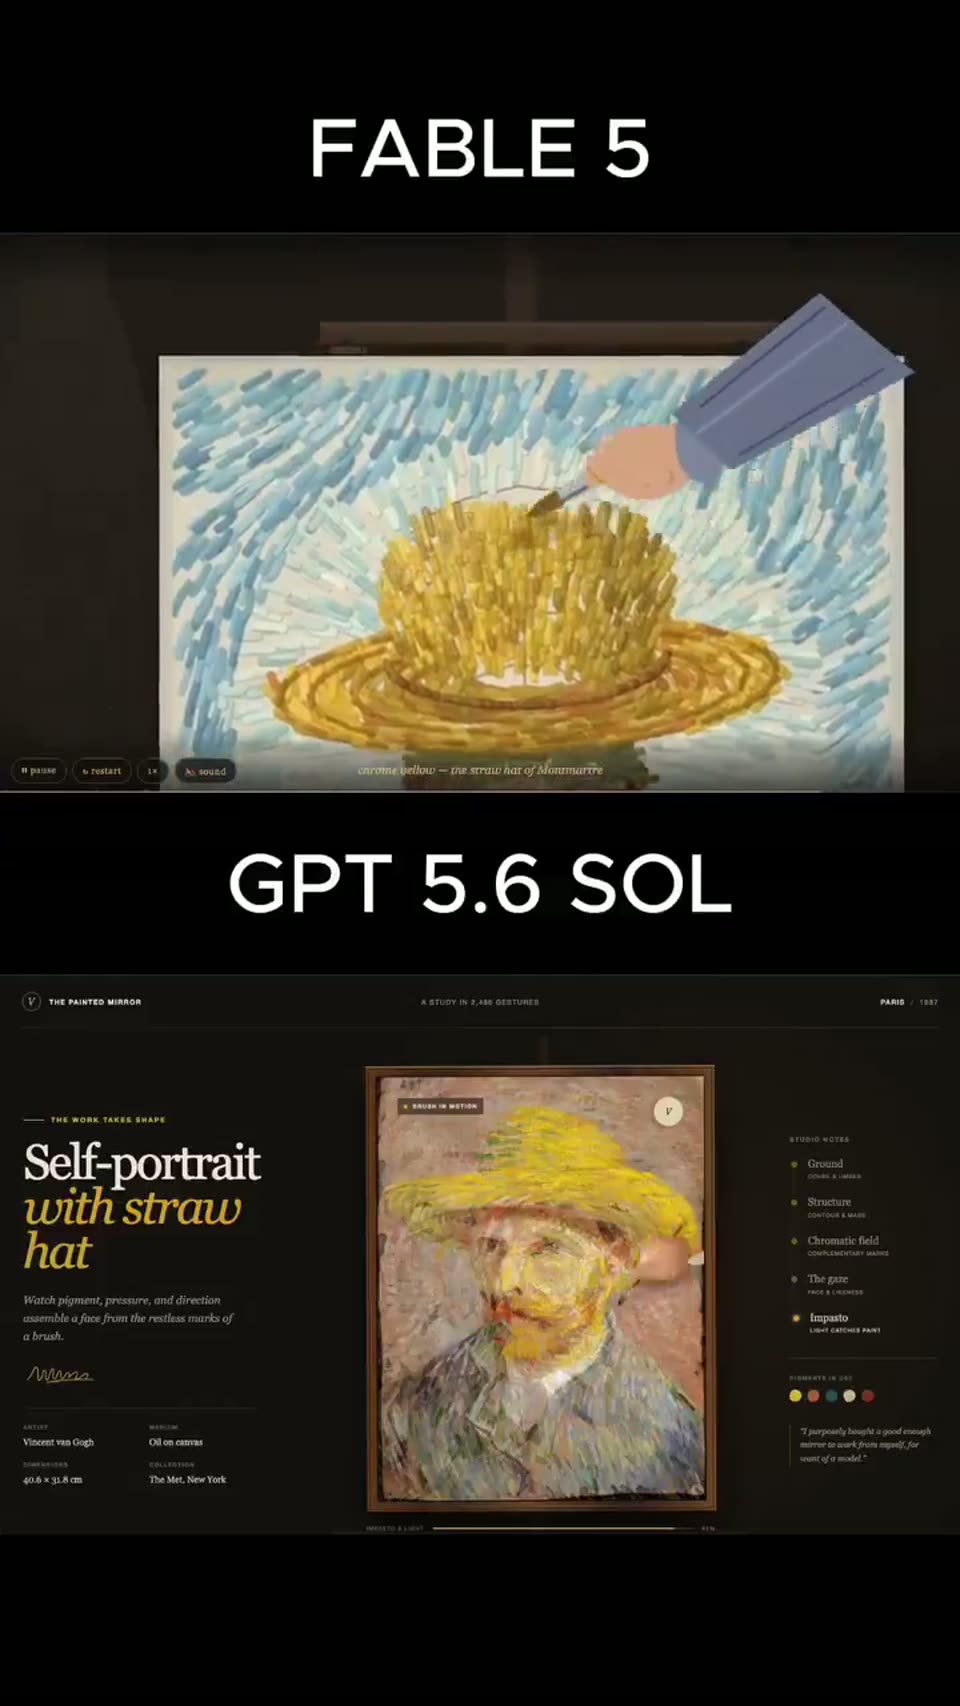 FABLE 5
pause
restart
1×
sound
chrome yellow — the straw hat of Montmartre
GPT 5.6 SOL
V THE PAINTED MIRROR
A STUDY IN 2,486 GESTURES
PARIS / 1887
THE WORK TAKES SHAPE
Self-portrait
with straw
hat
Watch pigment, pressure, and direction
assemble a face from the restless marks of
a brush.
ARTIST
MEDIUM
Vincent van Gogh
Oil on canvas
DIMENSIONS
COLLECTION
40.6 × 31.8 cm
The Met, New York
BRUSH IN MOTION
V
STUDIO NOTES
Ground
OCHRE & UMBER
Structure
CONTOUR & MASS
Chromatic field
COMPLEMENTARY MARKS
The gaze
FACE & LIKENESS
Impasto
LIGHT CATCHES PAINT
PIGMENTS IN USE
"I purposely bought a good enough
mirror to work from myself, for
want of a model."
IMPASTO & LIGHT